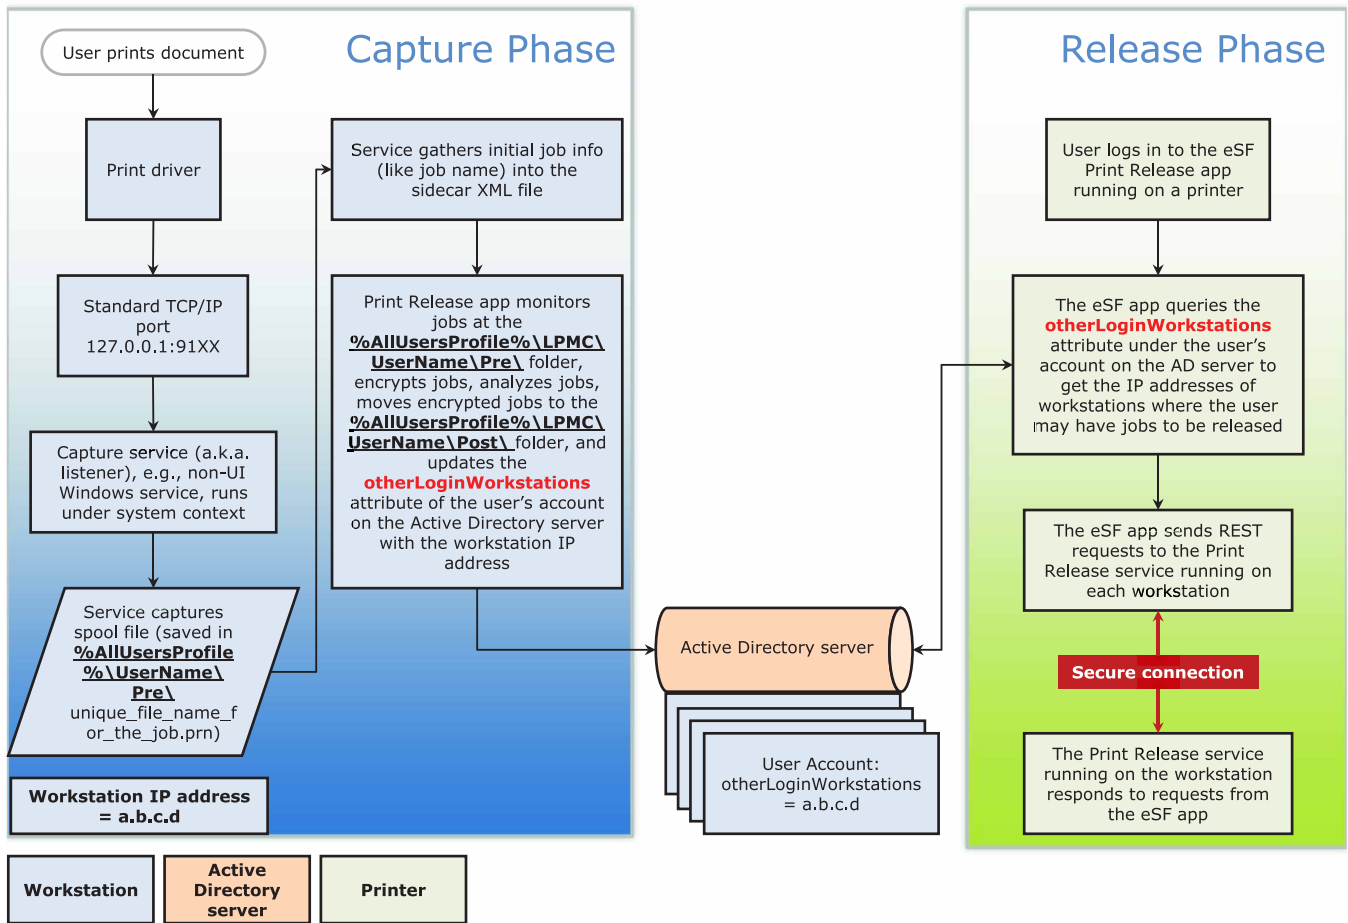 Capture Phase
User prints document
Print driver
Standard TCP/IP
port
127.0.0.1:91XX
Capture service (a.k.a.
listener), e.g., non-UI
Windows service, runs
under system context
Service captures
spool file (saved in
%AllUsersProfile
%\UserName\
Pre\
unique_file_name_f
or_the_job.prn)
Workstation IP address
= a.b.c.d
Service gathers initial job info
(like job name) into the
sidecar XML file
Print Release app monitors
jobs at the
%AllUsersProfile%\LPMC\
UserName\Pre\ folder,
encrypts jobs, analyzes jobs,
moves encrypted jobs to the
%AllUsersProfile%\LPMC\
UserName\Post\ folder, and
updates the
otherLoginWorkstations
attribute of the user’s account
on the Active Directory server
with the workstation IP
address
Active Directory server
User Account:
otherLoginWorkstations
= a.b.c.d
Release Phase
User logs in to the eSF
Print Release app
running on a printer
The eSF app queries the
otherLoginWorkstations
attribute under the user’s
account on the AD server to
get the IP addresses of
workstations where the user
may have jobs to be released
The eSF app sends REST
requests to the Print
Release service running on
each workstation
Secure connection
The Print Release service
running on the workstation
responds to requests from
the eSF app
Workstation
Active
Directory
server
Printer